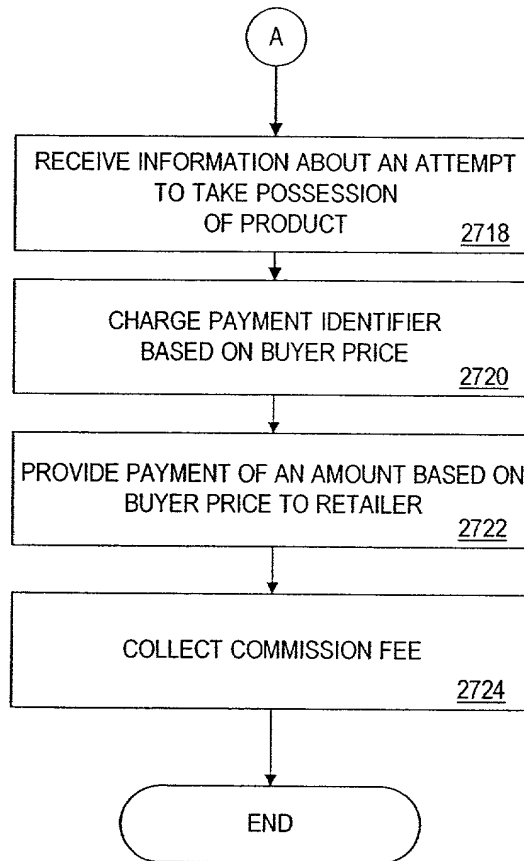 A
RECEIVE INFORMATION ABOUT AN ATTEMPT
TO TAKE POSSESSION
OF PRODUCT
2718
CHARGE PAYMENT IDENTIFIER
BASED ON BUYER PRICE
2720
PROVIDE PAYMENT OF AN AMOUNT BASED ON
BUYER PRICE TO RETAILER
2722
COLLECT COMMISSION FEE
2724
END